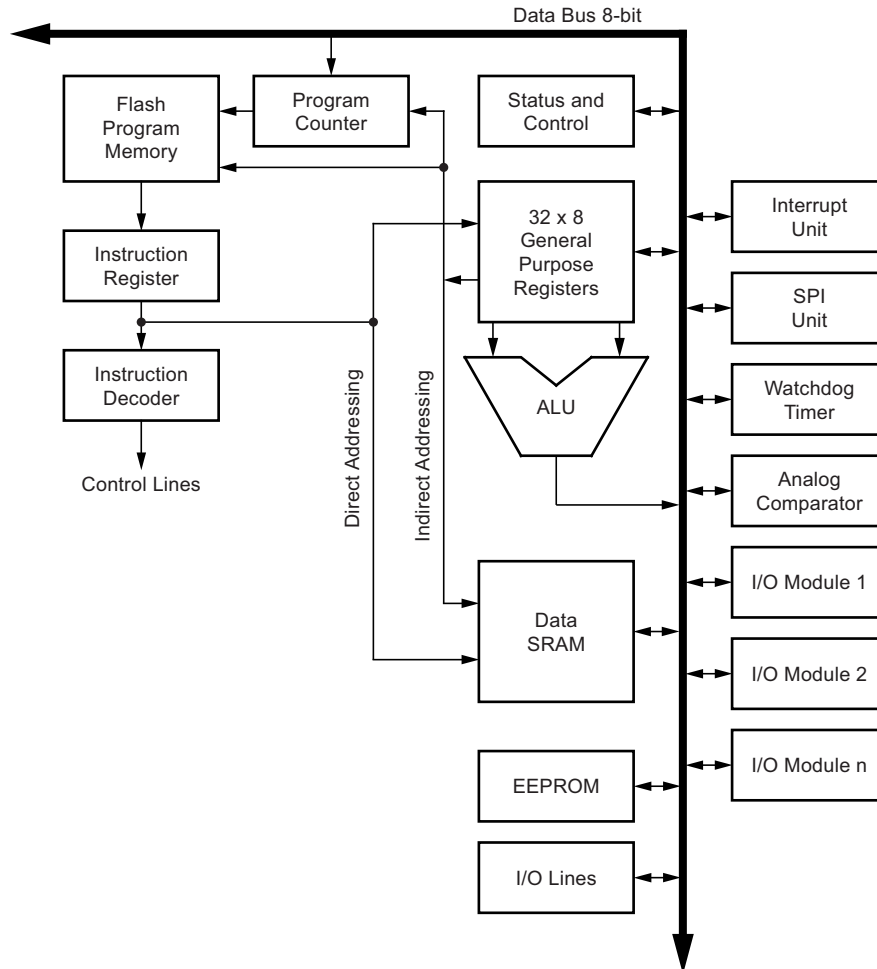 Data Bus 8-bit
Flash
Program
Memory
Program
Counter
Status and
Control
32 x 8
General
Purpose
Registers
Interrupt
Unit
Instruction
Register
SPI
Unit
Instruction
Decoder
ALU
Watchdog
Timer
Control Lines
Direct Addressing
Indirect Addressing
Analog
Comparator
Data
SRAM
I/O Module 1
I/O Module 2
EEPROM
I/O Module n
I/O Lines